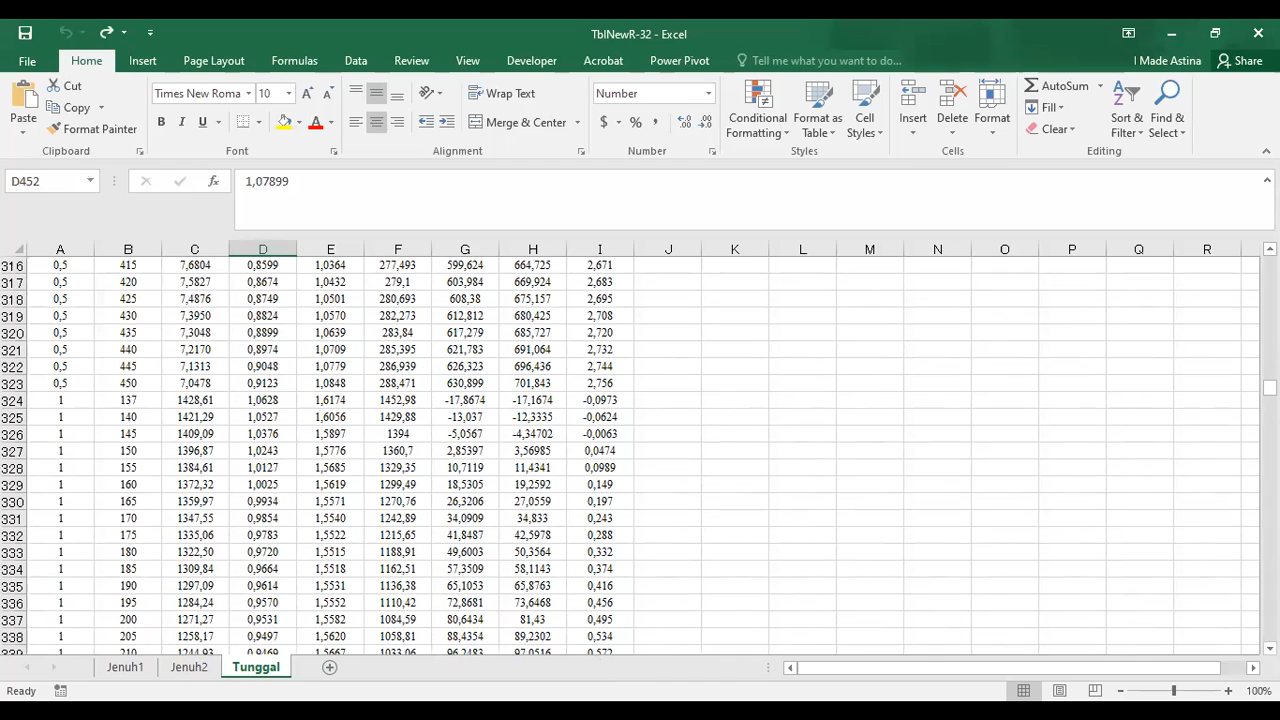 TblNewR-32 - Excel
File Home Insert Page Layout Formulas Data Review View Developer Acrobat Power Pivot Tell me what you want to do... I Made Astina Share
Paste Cut Copy Format Painter Clipboard
Times New Roma 10 B I U A Font
Wrap Text Merge & Center Alignment
Number $ % , Number
Conditional Formatting Format as Table Cell Styles Styles
Insert Delete Format Cells
AutoSum Fill Clear Sort & Filter Find & Select Editing
D452 fx 1,07899
A B C D E F G H I J K L M N O P Q R
316 0,5 415 7,6804 0,8599 1,0364 277,493 599,624 664,725 2,671
317 0,5 420 7,5827 0,8674 1,0432 279,1 603,984 669,924 2,683
318 0,5 425 7,4876 0,8749 1,0501 280,693 608,38 675,157 2,695
319 0,5 430 7,3950 0,8824 1,0570 282,273 612,812 680,425 2,708
320 0,5 435 7,3048 0,8899 1,0639 283,84 617,279 685,727 2,720
321 0,5 440 7,2170 0,8974 1,0709 285,395 621,783 691,064 2,732
322 0,5 445 7,1313 0,9048 1,0779 286,939 626,323 696,436 2,744
323 0,5 450 7,0478 0,9123 1,0848 288,471 630,899 701,843 2,756
324 1 137 1428,61 1,0628 1,6174 1452,98 -17,8674 -17,1674 -0,0973
325 1 140 1421,29 1,0527 1,6056 1429,88 -13,037 -12,3335 -0,0624
326 1 145 1409,09 1,0376 1,5897 1394 -5,0567 -4,34702 -0,0063
327 1 150 1396,87 1,0243 1,5776 1360,7 2,85397 3,56985 0,0474
328 1 155 1384,61 1,0127 1,5685 1329,35 10,7119 11,4341 0,0989
329 1 160 1372,32 1,0025 1,5619 1299,49 18,5305 19,2592 0,149
330 1 165 1359,97 0,9934 1,5571 1270,76 26,3206 27,0559 0,197
331 1 170 1347,55 0,9854 1,5540 1242,89 34,0909 34,833 0,243
332 1 175 1335,06 0,9783 1,5522 1215,65 41,8487 42,5978 0,288
333 1 180 1322,50 0,9720 1,5515 1188,91 49,6003 50,3564 0,332
334 1 185 1309,84 0,9664 1,5518 1162,51 57,3509 58,1143 0,374
335 1 190 1297,09 0,9614 1,5531 1136,38 65,1053 65,8763 0,416
336 1 195 1284,24 0,9570 1,5552 1110,42 72,8681 73,6468 0,456
337 1 200 1271,27 0,9531 1,5582 1084,59 80,6434 81,43 0,495
338 1 205 1258,17 0,9497 1,5620 1058,81 88,4354 89,2302 0,534
Jenuh1 Jenuh2 Tunggal
Ready 100%